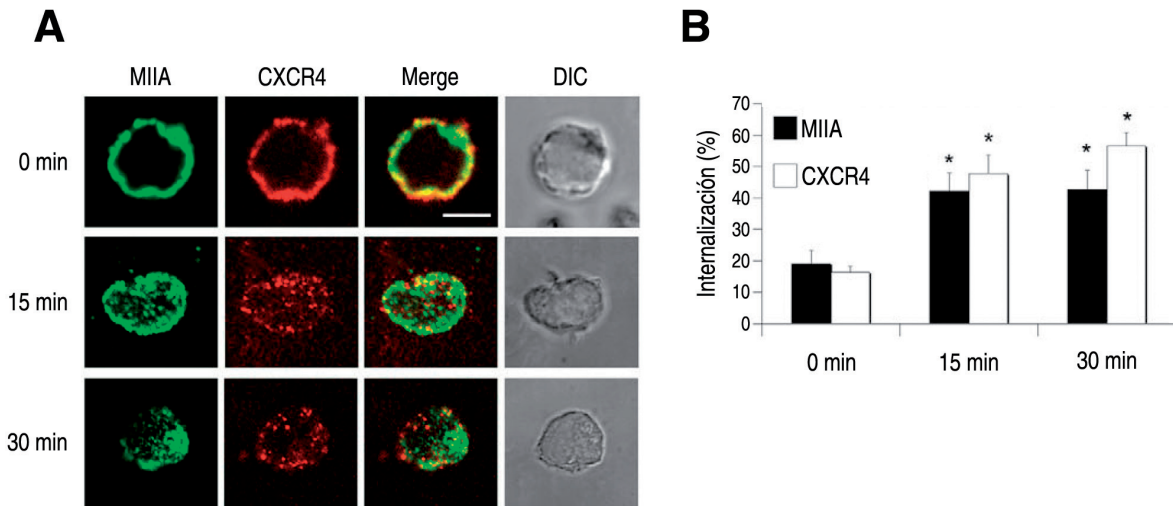 A
MIIA CXCR4 Merge DIC
0 min
15 min
30 min
B
70
60
50
40
30
20
10
0
Internalización (%)
MIIA
CXCR4
* *
* *
0 min 15 min 30 min